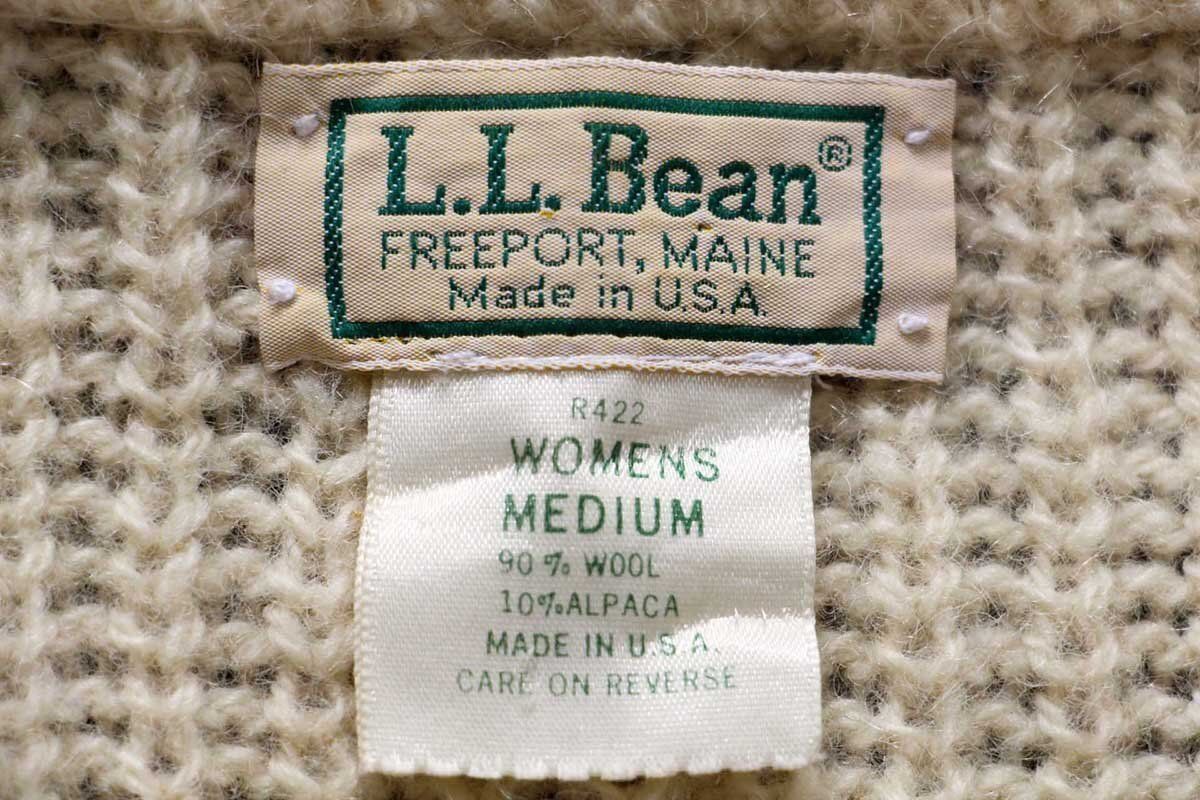 L.L.Bean®
FREEPORT, MAINE
Made in U.S.A.
R422
WOMENS
MEDIUM
90% WOOL
10% ALPACA
MADE IN U.S.A.
CARE ON REVERSE